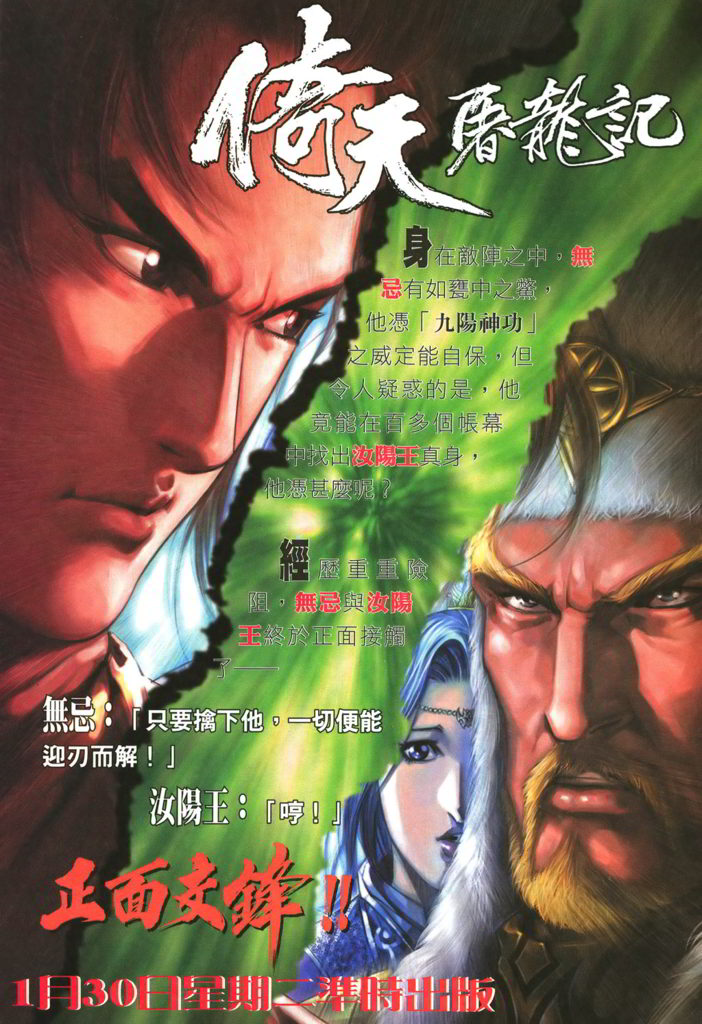 倚天屠龍記
身在敵陣之中，無
忌有如甕中之鱉，
他憑「九陽神功」
之威定能自保，但
令人疑惑的是，他
竟能在百多個帳幕
中找出汝陽王真身，
他憑甚麼呢？
經歷重重險
阻，無忌與汝陽
王終於正面接觸
了——
無忌：「只要擒下他，一切便能
迎刃而解！」
汝陽王：「哼！」
正面交鋒!!
1月30日星期二準時出版